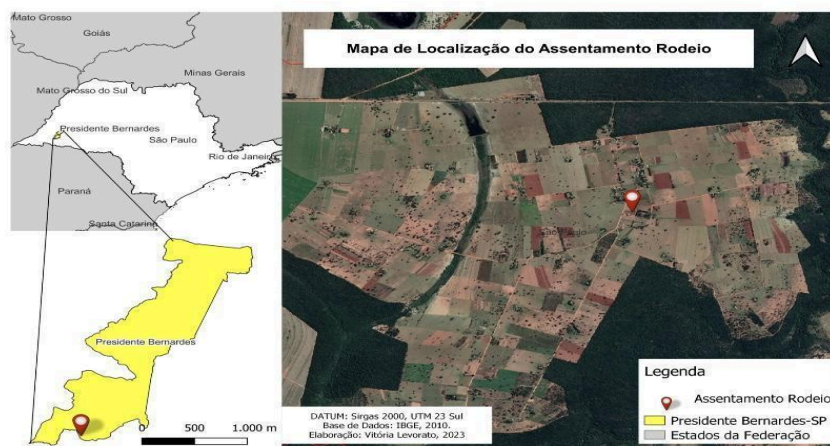 Mapa de Localização do Assentamento Rodeio
Mato Grosso
Goiás
Minas Gerais
Mato Grosso do Sul
Presidente Bernardes
São Paulo
Rio de Janeiro
Paraná
Santa Catarina
Presidente Bernardes
0 500 1.000 m
DATUM: Sirgas 2000, UTM 23 Sul
Base de Dados: IBGE, 2010.
Elaboração: Vitória Levorato, 2023
Legenda
Assentamento Rodeio
Presidente Bernardes-SP
Estados da Federação